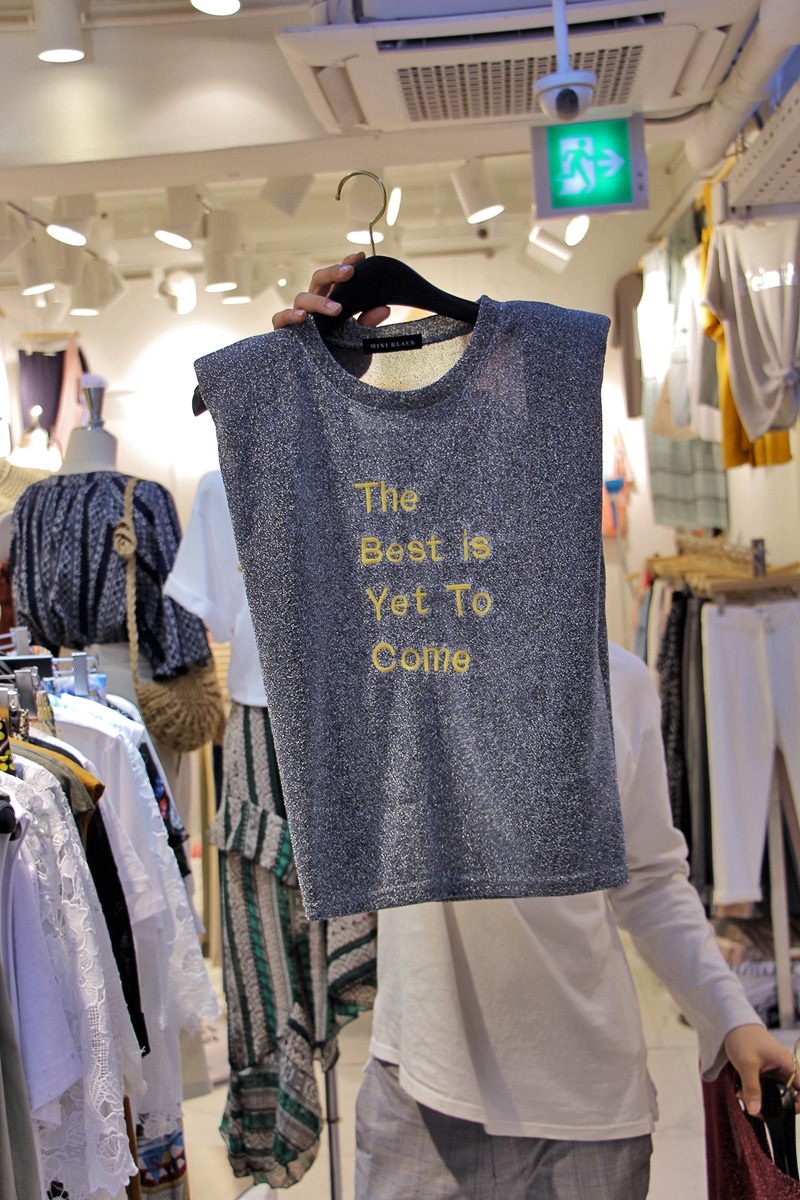 MINI BLACK
The
Best is
Yet To
Come